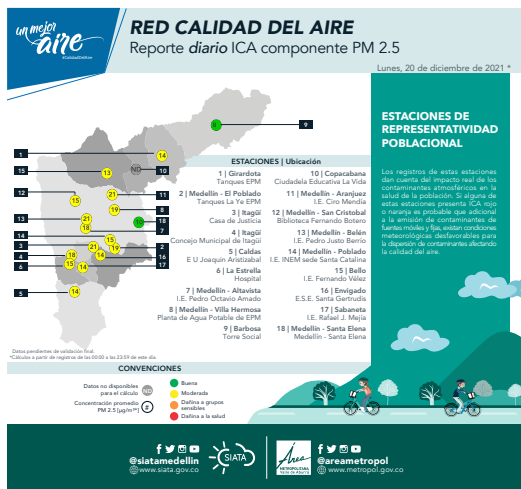 un mejor
aire
#CalidadDelAire
RED CALIDAD DEL AIRE
Reporte diario ICA componente PM 2.5
Lunes, 20 de diciembre de 2021 *
ESTACIONES DE
REPRESENTATIVIDAD
POBLACIONAL
Los registros de estas estaciones
dan cuenta del impacto real de los
contaminantes atmosféricos en la
salud de la población. Si alguna de
estas estaciones presenta ICA rojo
o naranja es probable que adicional
a la emisión de contaminantes de
fuentes móviles y fijas, existan condiciones
meteorológicas desfavorables para
la dispersión de contaminantes afectando
la calidad del aire.
8
9
1
14
15
13
ND
10
12
15
21
11
19
8
13
21
18
18
14
7
3
15
21
19
2
4
14
16
6
18
15
14
17
5
14
ESTACIONES | Ubicación
1 | Girardota
Tanques EPM
2 | Medellín - El Poblado
Tanques La Ye EPM
3 | Itagüí
Casa de Justicia
4 | Itagüí
Concejo Municipal de Itagüí
5 | Caldas
E U Joaquín Aristizabal
6 | La Estrella
Hospital
7 | Medellín - Altavista
I.E. Pedro Octavio Amado
8 | Medellín - Villa Hermosa
Planta de Agua Potable de EPM
9 | Barbosa
Torre Social
10 | Copacabana
Ciudadela Educativa La Vida
11 | Medellín - Aranjuez
I.E. Ciro Mendía
12 | Medellín - San Cristobal
Biblioteca Fernando Botero
13 | Medellín - Belén
I.E. Pedro Justo Berrio
14 | Medellín - Poblado
I.E. INEM sede Santa Catalina
15 | Bello
I.E. Fernando Vélez
16 | Envigado
E.S.E. Santa Gertrudis
17 | Sabaneta
I.E. Rafael J. Mejía
18 | Medellín - Santa Elena
Medellín - Santa Elena
Datos pendientes de validación final.
*Cálculos a partir de registros de las 00:00 a las 23:59 de este día.
CONVENCIONES
Datos no disponibles
para el cálculo
ND
Concentración promedio
PM 2.5 [µg/m³]
#
Buena
Moderada
Dañina a grupos
sensibles
Dañina a la salud
@siatamedellin
www.siata.gov.co
SIATA
Área
METROPOLITANA
Valle de Aburrá
@areametropol
www.metropol.gov.co